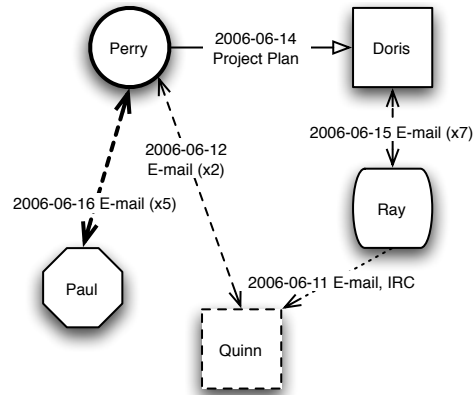 Perry
2006-06-14
Project Plan
Doris
2006-06-12
E-mail (x2)
2006-06-15 E-mail (x7)
2006-06-16 E-mail (x5)
Ray
Paul
2006-06-11 E-mail, IRC
Quinn